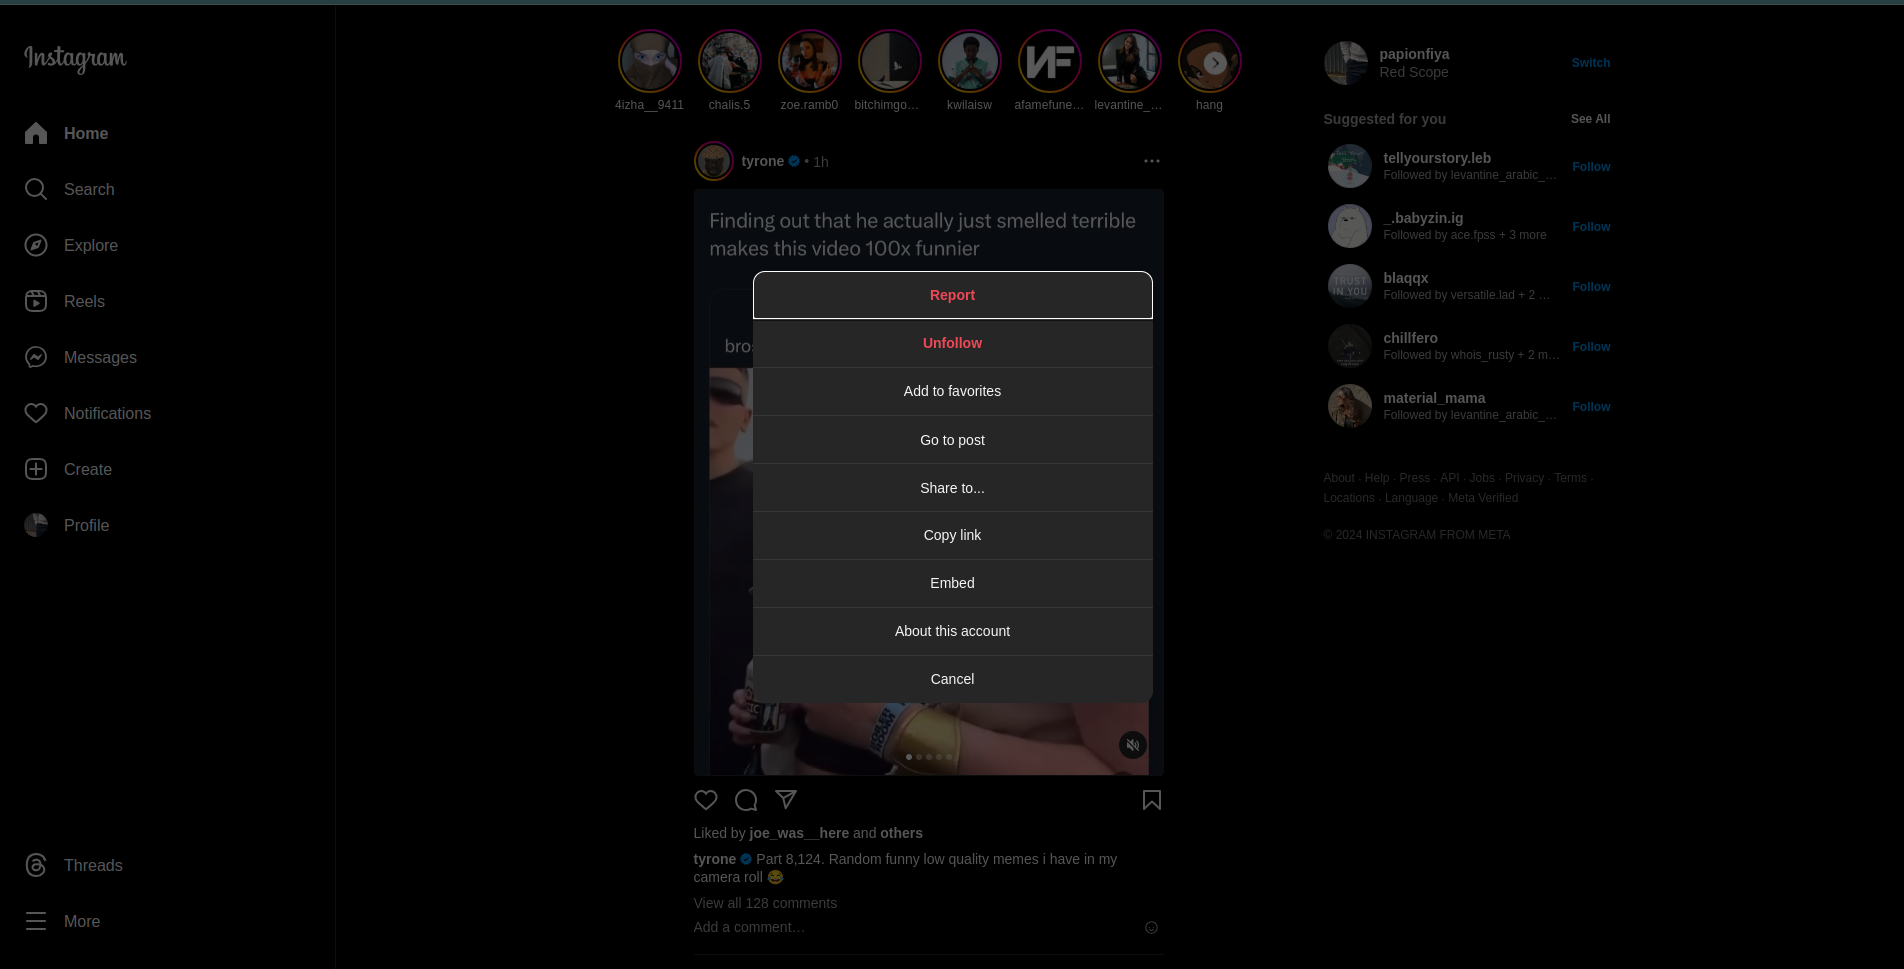 Instagram
Home
Search
Explore
Reels
Messages
Notifications
Create
Profile
Threads
More
4izha__9411
chalis.5
zoe.ramb0
bitchimgo…
kwilaisw
afamefune…
levantine_…
hang
tyrone • 1h
Finding out that he actually just smelled terrible
makes this video 100x funnier
Report
Unfollow
Add to favorites
Go to post
Share to...
Copy link
Embed
About this account
Cancel
Liked by joe_was__here and others
tyrone Part 8,124. Random funny low quality memes i have in my
camera roll 😂
View all 128 comments
Add a comment…
papionfiya
Red Scope
Switch
Suggested for you
See All
tellyourstory.leb
Followed by levantine_arabic_…
Follow
_.babyzin.ig
Followed by ace.fpss + 3 more
Follow
TRUST
IN YOU
blaqqx
Followed by versatile.lad + 2 …
Follow
chillfero
Followed by whois_rusty + 2 m…
Follow
material_mama
Followed by levantine_arabic_…
Follow
About · Help · Press · API · Jobs · Privacy · Terms ·
Locations · Language · Meta Verified
© 2024 INSTAGRAM FROM META